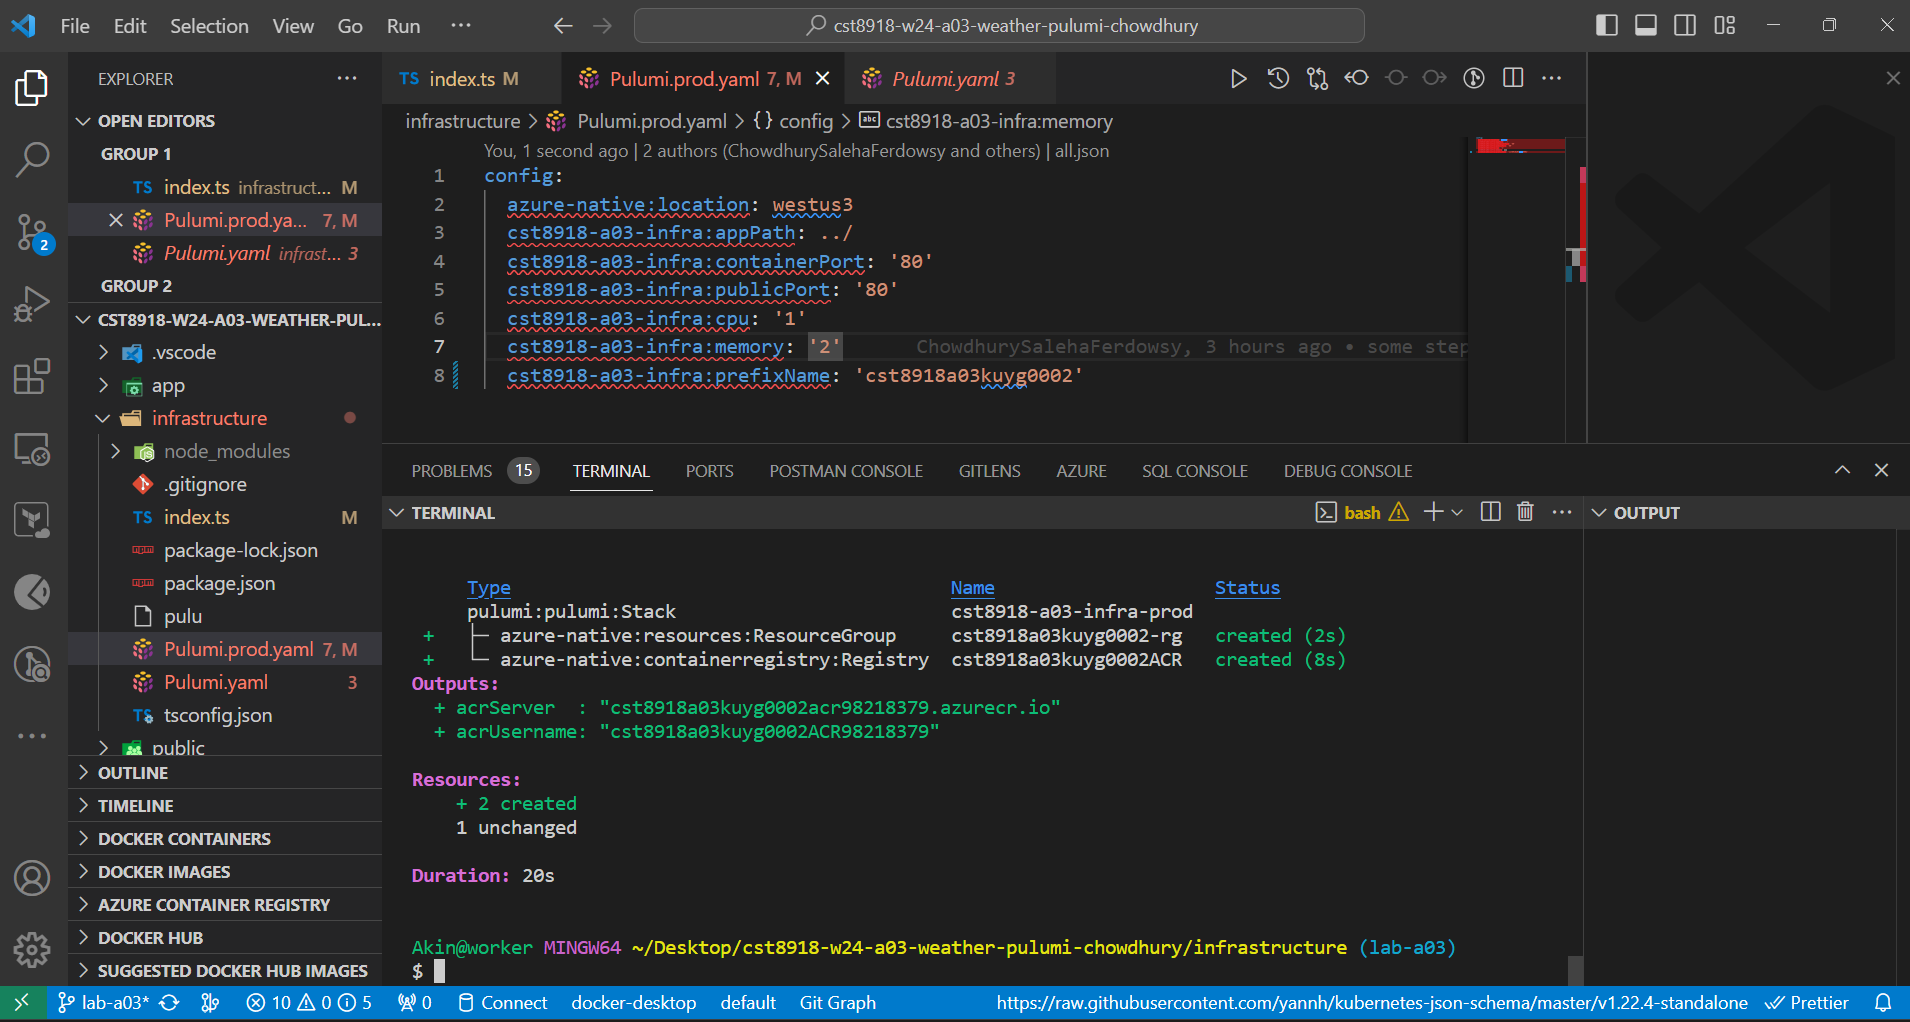 File Edit Selection View Go Run ···
cst8918-w24-a03-weather-pulumi-chowdhury
EXPLORER
OPEN EDITORS
GROUP 1
TS index.ts infrastruct... M
Pulumi.prod.ya... 7, M
Pulumi.yaml infrast... 3
GROUP 2
CST8918-W24-A03-WEATHER-PUL...
.vscode
app
infrastructure
node_modules
.gitignore
TS index.ts M
package-lock.json
package.json
pulu
Pulumi.prod.yaml 7, M
Pulumi.yaml 3
TS tsconfig.json
public
OUTLINE
TIMELINE
DOCKER CONTAINERS
DOCKER IMAGES
AZURE CONTAINER REGISTRY
DOCKER HUB
SUGGESTED DOCKER HUB IMAGES
2
TS index.ts M
Pulumi.prod.yaml 7, M
Pulumi.yaml 3
infrastructure > Pulumi.prod.yaml > {} config > abc cst8918-a03-infra:memory
You, 1 second ago | 2 authors (ChowdhurySalehaFerdowsy and others) | all.json
1 config:
2 azure-native:location: westus3
3 cst8918-a03-infra:appPath: ../
4 cst8918-a03-infra:containerPort: '80'
5 cst8918-a03-infra:publicPort: '80'
6 cst8918-a03-infra:cpu: '1'
7 cst8918-a03-infra:memory: '2' ChowdhurySalehaFerdowsy, 3 hours ago • some step
8 cst8918-a03-infra:prefixName: 'cst8918a03kuyg0002'
PROBLEMS 15 TERMINAL PORTS POSTMAN CONSOLE GITLENS AZURE SQL CONSOLE DEBUG CONSOLE
TERMINAL
bash
OUTPUT
Type Name Status
pulumi:pulumi:Stack cst8918-a03-infra-prod
+ ├─ azure-native:resources:ResourceGroup cst8918a03kuyg0002-rg created (2s)
+ └─ azure-native:containerregistry:Registry cst8918a03kuyg0002ACR created (8s)
Outputs:
+ acrServer : "cst8918a03kuyg0002acr98218379.azurecr.io"
+ acrUsername: "cst8918a03kuyg0002ACR98218379"
Resources:
+ 2 created
1 unchanged
Duration: 20s
Akin@worker MINGW64 ~/Desktop/cst8918-w24-a03-weather-pulumi-chowdhury/infrastructure (lab-a03)
$
lab-a03* 10 0 5 0 Connect docker-desktop default Git Graph https://raw.githubusercontent.com/yannh/kubernetes-json-schema/master/v1.22.4-standalone Prettier